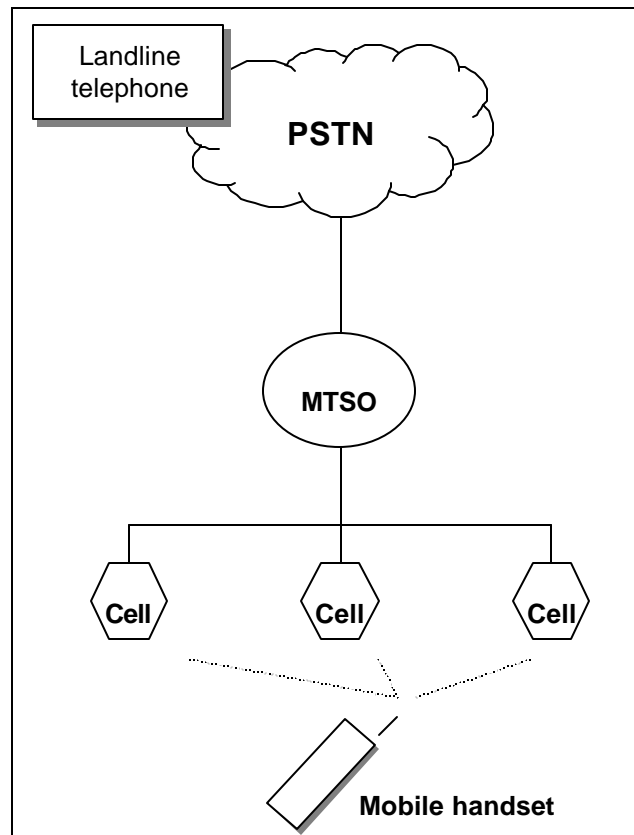 Landline
telephone
PSTN
MTSO
Cell
Cell
Cell
Mobile handset